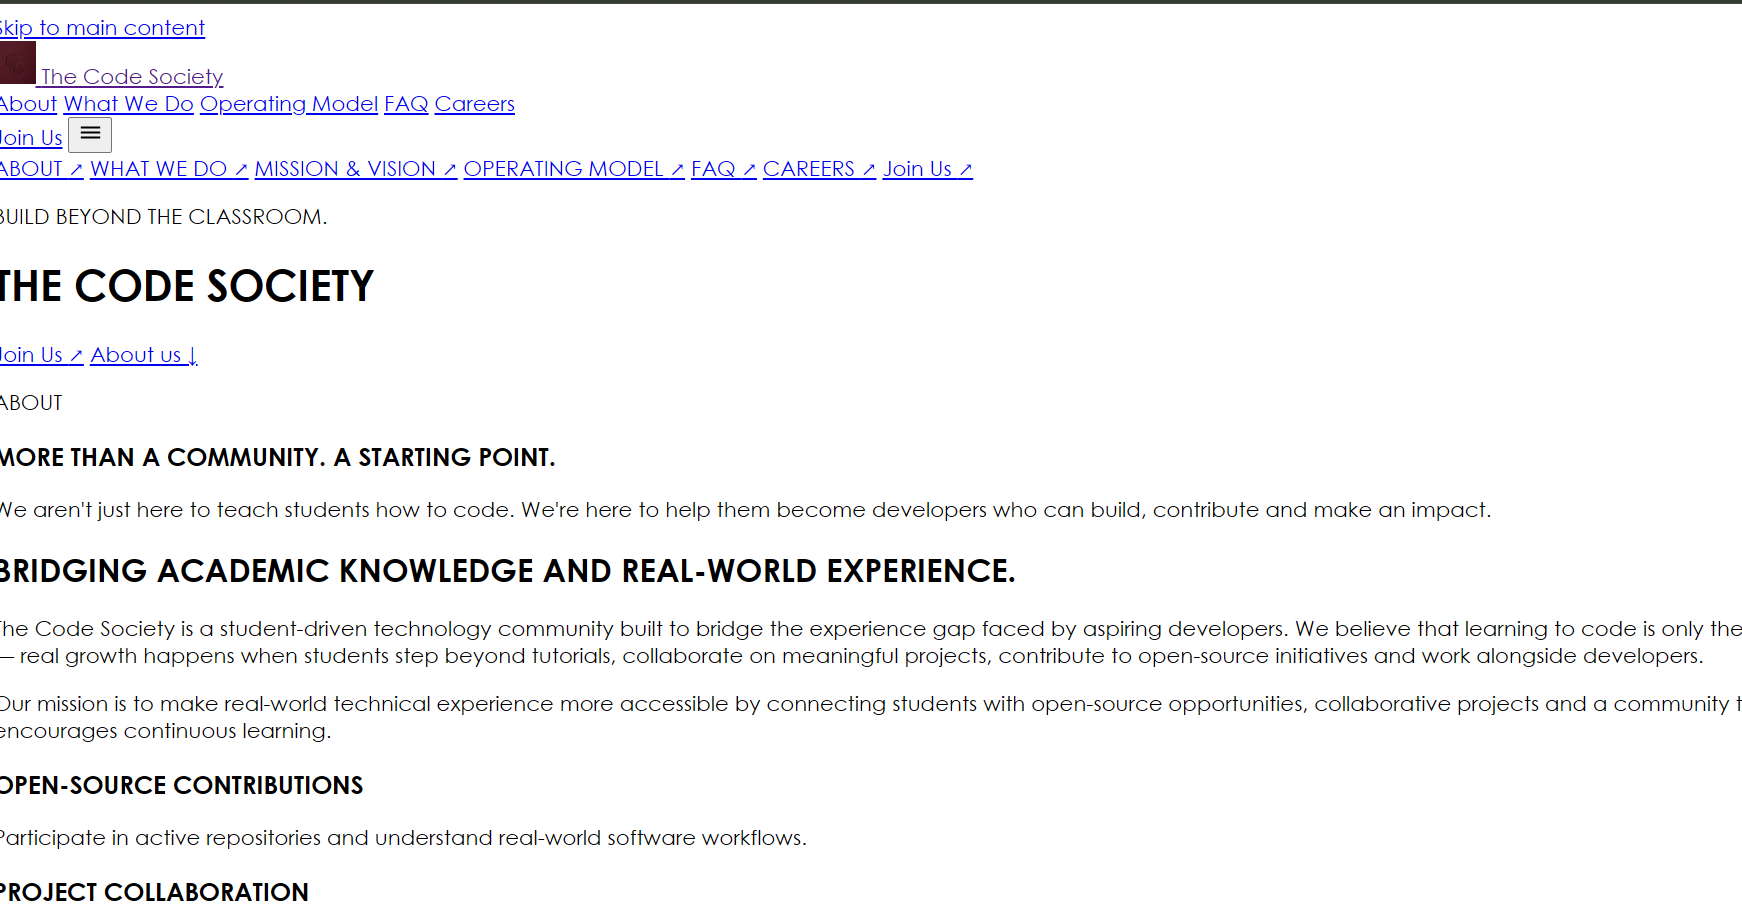 Skip to main content
The Code Society
About What We Do Operating Model FAQ Careers
Join Us
ABOUT ↗ WHAT WE DO ↗ MISSION & VISION ↗ OPERATING MODEL ↗ FAQ ↗ CAREERS ↗ Join Us ↗
BUILD BEYOND THE CLASSROOM.
THE CODE SOCIETY
Join Us ↗ About us ↓
ABOUT
MORE THAN A COMMUNITY. A STARTING POINT.
We aren't just here to teach students how to code. We're here to help them become developers who can build, contribute and make an impact.
BRIDGING ACADEMIC KNOWLEDGE AND REAL-WORLD EXPERIENCE.
The Code Society is a student-driven technology community built to bridge the experience gap faced by aspiring developers. We believe that learning to code is only the
— real growth happens when students step beyond tutorials, collaborate on meaningful projects, contribute to open-source initiatives and work alongside developers.
Our mission is to make real-world technical experience more accessible by connecting students with open-source opportunities, collaborative projects and a community
encourages continuous learning.
OPEN-SOURCE CONTRIBUTIONS
Participate in active repositories and understand real-world software workflows.
PROJECT COLLABORATION